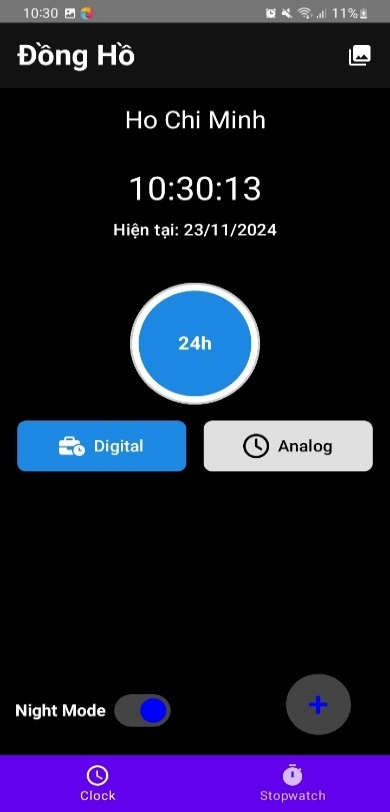 10:30 11%
Đồng Hồ
Ho Chi Minh
10:30:13
Hiện tại: 23/11/2024
24h
Digital Analog
Night Mode +
Clock Stopwatch